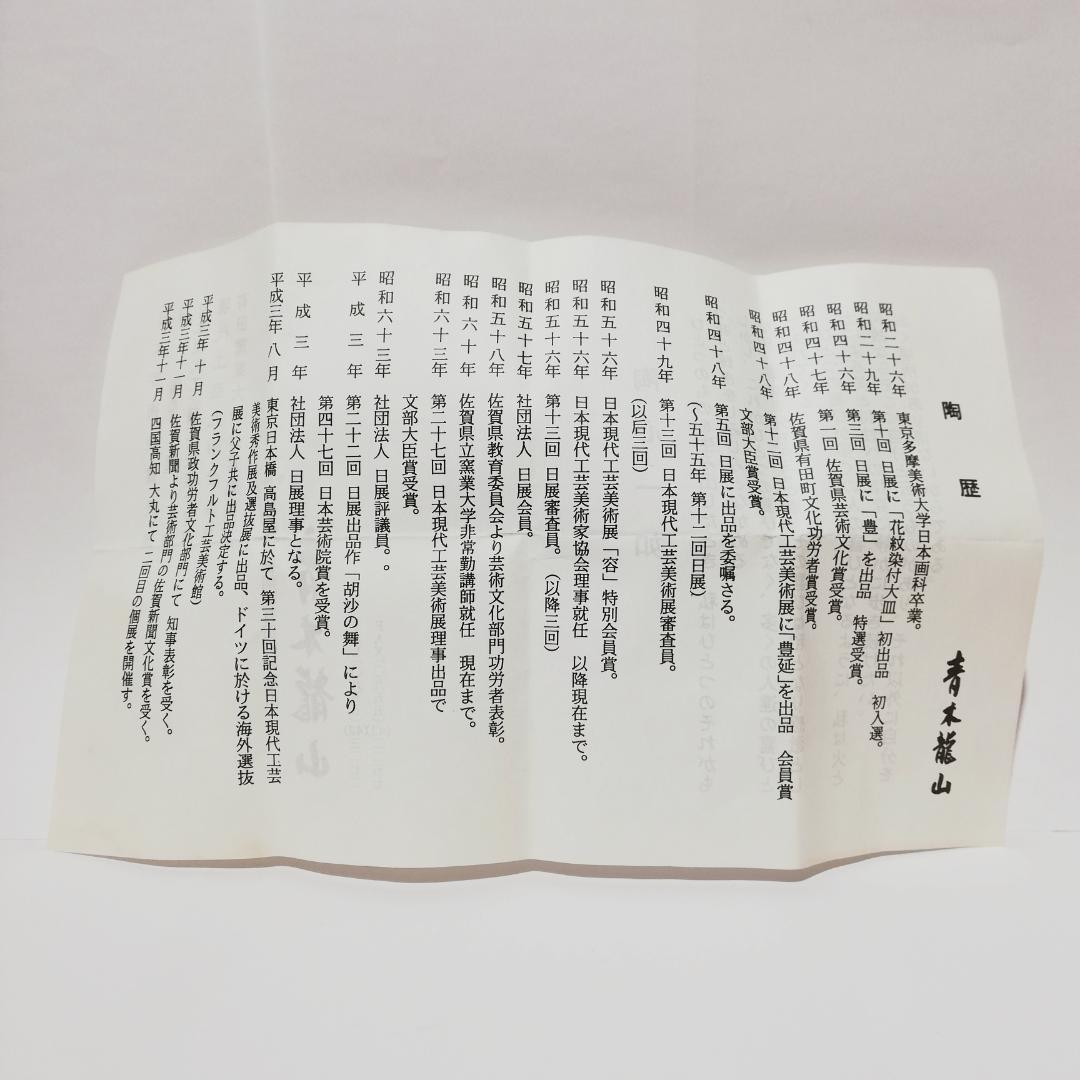 陶歴
青木龍山
昭和二十六年 東京多摩美術大学日本画科卒業。
昭和二十九年 第十回 日展に「花紋染付大皿」初出品 初入選。
昭和四十六年 第三回 日展に「豊」を出品 特選受賞。
昭和四十七年 第一回 佐賀県芸術文化賞受賞。
昭和四十八年 佐賀県有田町文化功労者賞受賞。
昭和四十八年 第十二回 日本現代工芸美術展に「豊延」を出品 会員賞
文部大臣賞受賞。
昭和四十八年 第五回 日展に出品を委嘱さる。
(〜五十五年 第十二回日展)
昭和四十九年 第十三回 日本現代工芸美術展審査員。
(以后三回)
昭和五十六年 日本現代工芸美術展「容」特別会員賞。
昭和五十六年 日本現代工芸美術家協会理事就任 以降現在まで。
昭和五十六年 第十三回 日展審査員。(以降三回)
昭和五十七年 社団法人 日展会員。
昭和五十八年 佐賀県教育委員会より芸術文化部門功労者表彰。
昭和六十年 佐賀県立窯業大学非常勤講師就任 現在まで。
昭和六十三年 第二十七回 日本現代工芸美術展理事出品で
文部大臣賞受賞。
昭和六十三年 社団法人 日展評議員。。
平成三年 第二十二回 日展出品作「胡沙の舞」により
第四十七回 日本芸術院賞を受賞。
平成三年 社団法人 日展理事となる。
平成三年 八月 東京日本橋 高島屋に於て 第三十回記念日本現代工芸
美術秀作展及選抜展に出品、ドイツに於ける海外選抜
展に父子共に出品決定する。
(フランクフルト工芸美術館)
平成三年 十月 佐賀県政功労者文化部門にて 知事表彰を受く。
平成三年十一月 佐賀新聞より芸術部門の佐賀新聞文化賞を受く。
平成三年十一月 四国高知 大丸にて 二回目の個展を開催す。